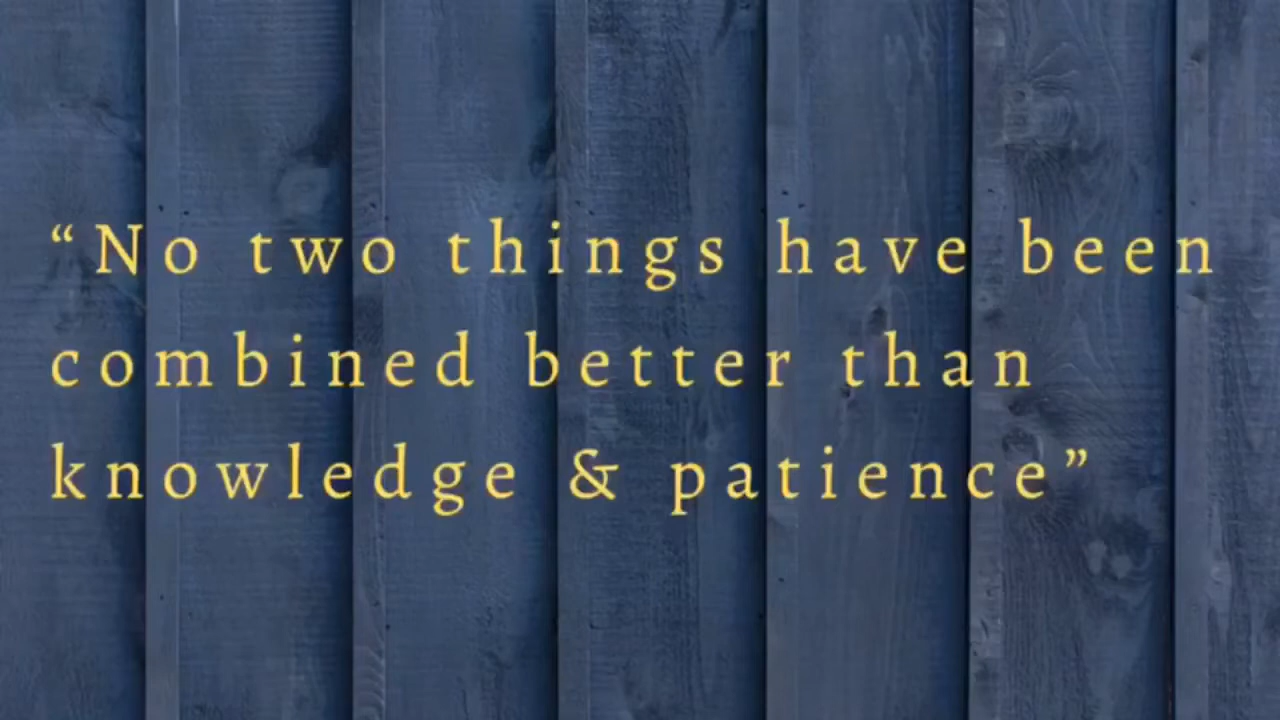 “No two things have been
combined better than
knowledge & patience”